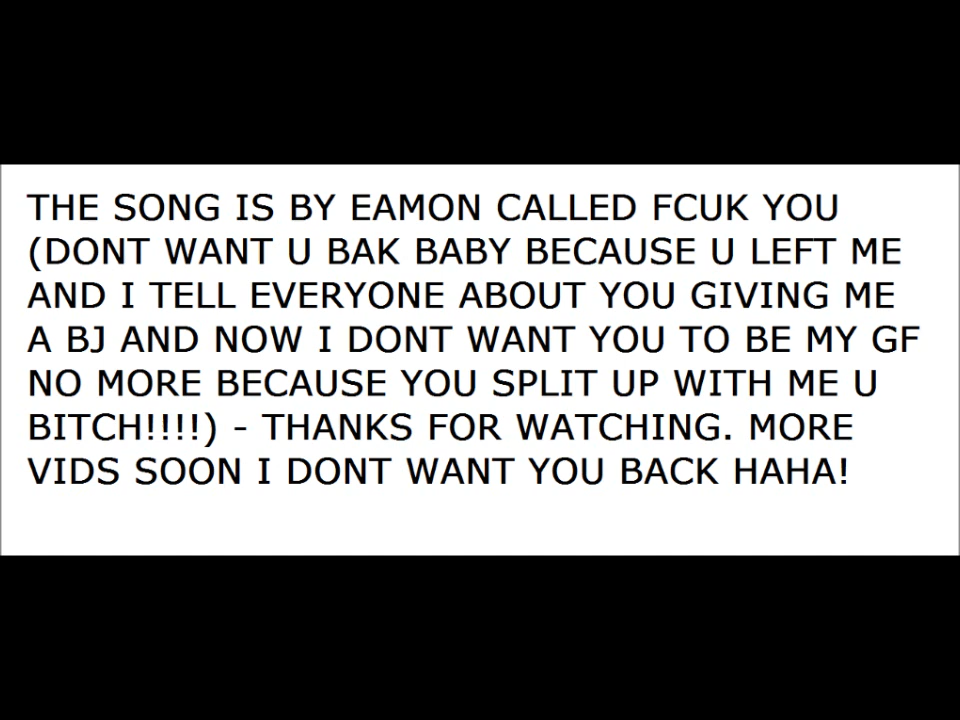 THE SONG IS BY EAMON CALLED FCUK YOU
(DONT WANT U BAK BABY BECAUSE U LEFT ME
AND I TELL EVERYONE ABOUT YOU GIVING ME
A BJ AND NOW I DONT WANT YOU TO BE MY GF
NO MORE BECAUSE YOU SPLIT UP WITH ME U
BITCH!!!!) - THANKS FOR WATCHING. MORE
VIDS SOON I DONT WANT YOU BACK HAHA!